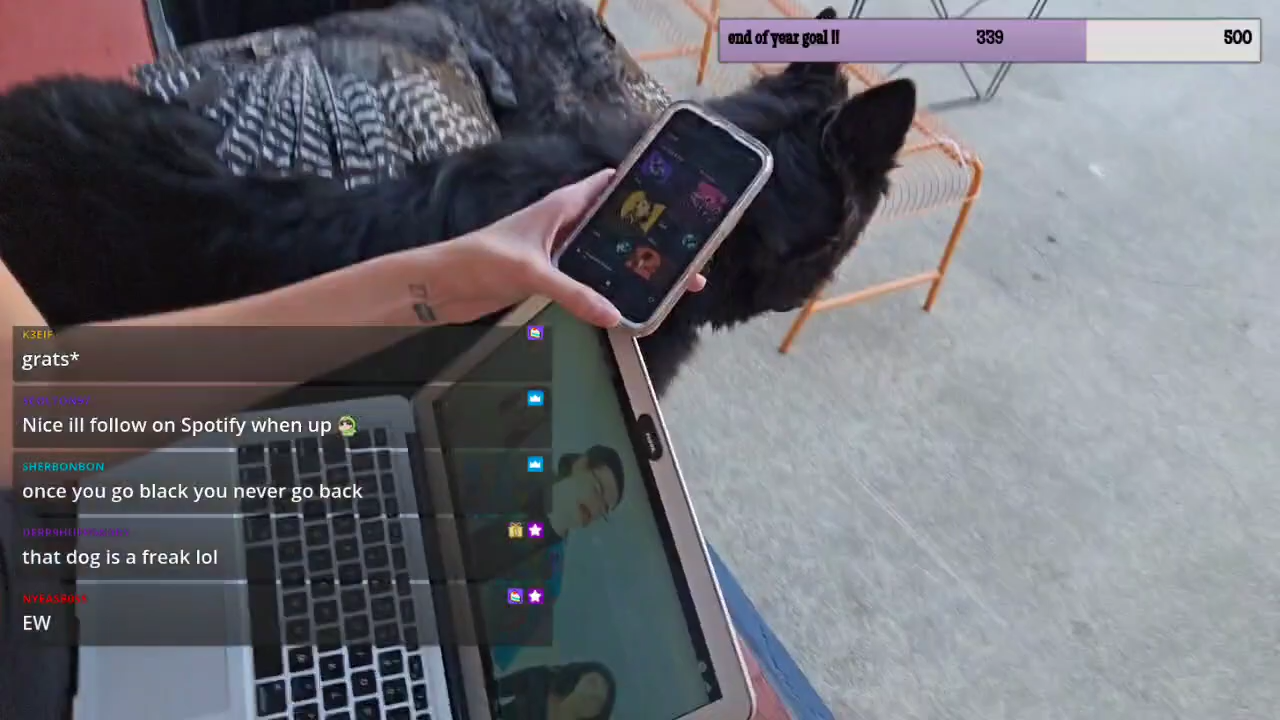 end of year goal !! 339 500
K3EIF
grats*
Nice ill follow on Spotify when up
SHERBONBON
once you go black you never go back
that dog is a freak lol
EW